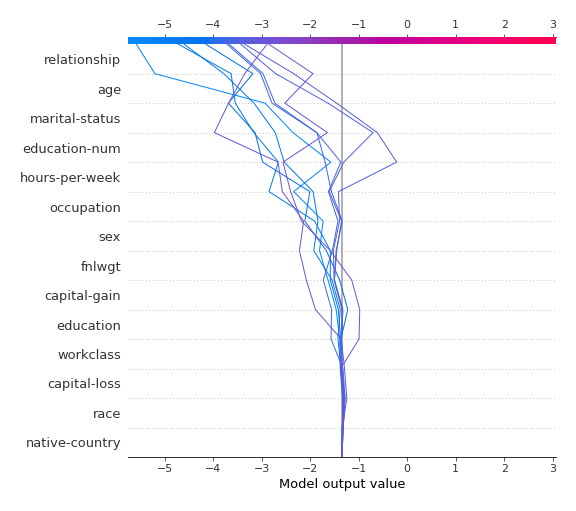 −5 −4 −3 −2 −1 0 1 2 3
relationship
age
marital-status
education-num
hours-per-week
occupation
sex
fnlwgt
capital-gain
education
workclass
capital-loss
race
native-country
−5 −4 −3 −2 −1 0 1 2 3
Model output value